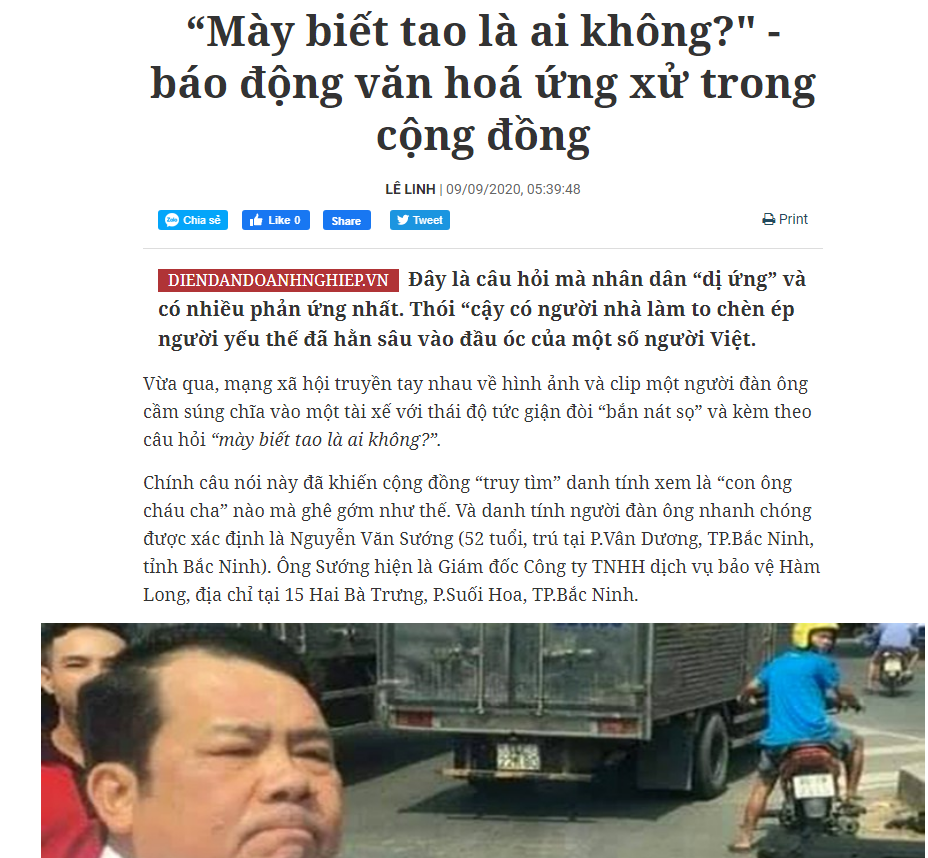 “Mày biết tao là ai không?" -
báo động văn hoá ứng xử trong
cộng đồng
LÊ LINH | 09/09/2020, 05:39:48
Zalo Chia sẻ Like 0 Share Tweet Print
DIENDANDOANHNGHIEP.VN Đây là câu hỏi mà nhân dân “dị ứng” và
có nhiều phản ứng nhất. Thói “cậy có người nhà làm to chèn ép
người yếu thế đã hằn sâu vào đầu óc của một số người Việt.
Vừa qua, mạng xã hội truyền tay nhau về hình ảnh và clip một người đàn ông
cầm súng chĩa vào một tài xế với thái độ tức giận đòi “bắn nát sọ” và kèm theo
câu hỏi “mày biết tao là ai không?”.
Chính câu nói này đã khiến cộng đồng “truy tìm” danh tính xem là “con ông
cháu cha” nào mà ghê gớm như thế. Và danh tính người đàn ông nhanh chóng
được xác định là Nguyễn Văn Sướng (52 tuổi, trú tại P.Vân Dương, TP.Bắc Ninh,
tỉnh Bắc Ninh). Ông Sướng hiện là Giám đốc Công ty TNHH dịch vụ bảo vệ Hàm
Long, địa chỉ tại 15 Hai Bà Trưng, P.Suối Hoa, TP.Bắc Ninh.